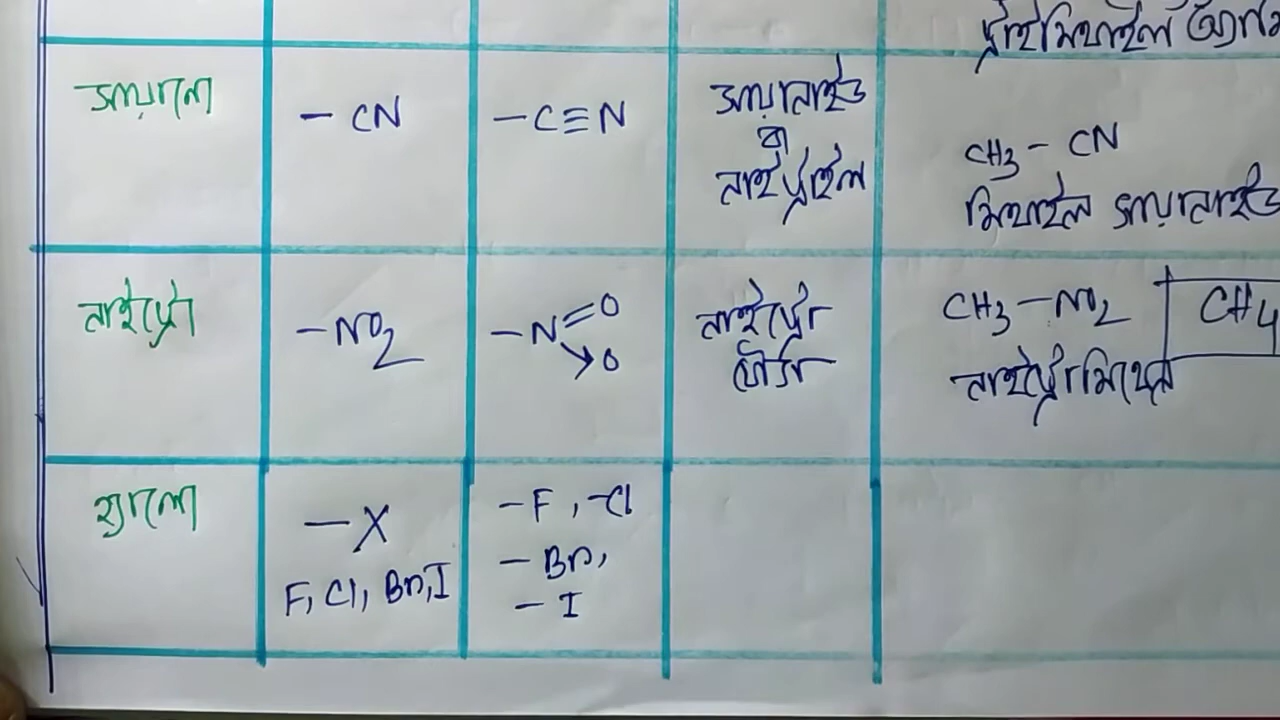 ট্রাইমিথাইল
সায়ানো
– CN
– C≡N
সায়ানাইড
বা
নাইট্রাইল
CH3 – CN
মিথাইল সায়ানাইড
নাইট্রো
– NO2
– N
=O
→O
নাইট্রো
যৌগ
CH3 – NO2
CH4
নাইট্রোমিথেন
হ্যালো
– X
F, Cl, Br, I
– F, – Cl
– Br,
– I